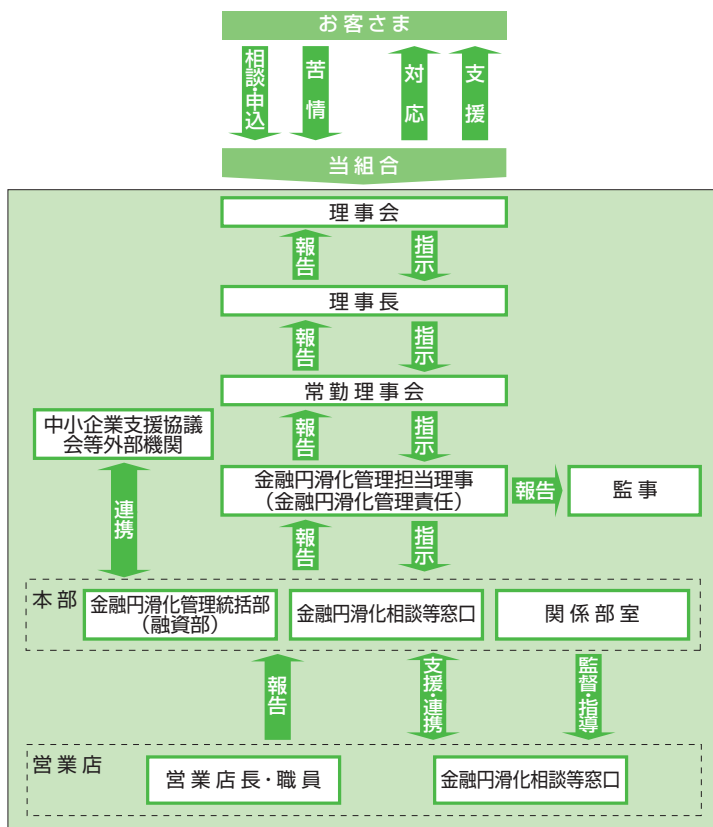 お客さま
相談・申込
苦情
対応
支援
当組合
理事会
報告
指示
理事長
報告
指示
常勤理事会
中小企業支援協議
会等外部機関
報告
指示
金融円滑化管理担当理事
（金融円滑化管理責任）
報告
監事
連携
報告
指示
本部
金融円滑化管理統括部
（融資部）
金融円滑化相談等窓口
関係部室
報告
支援・連携
監督・指導
営業店
営業店長・職員
金融円滑化相談等窓口